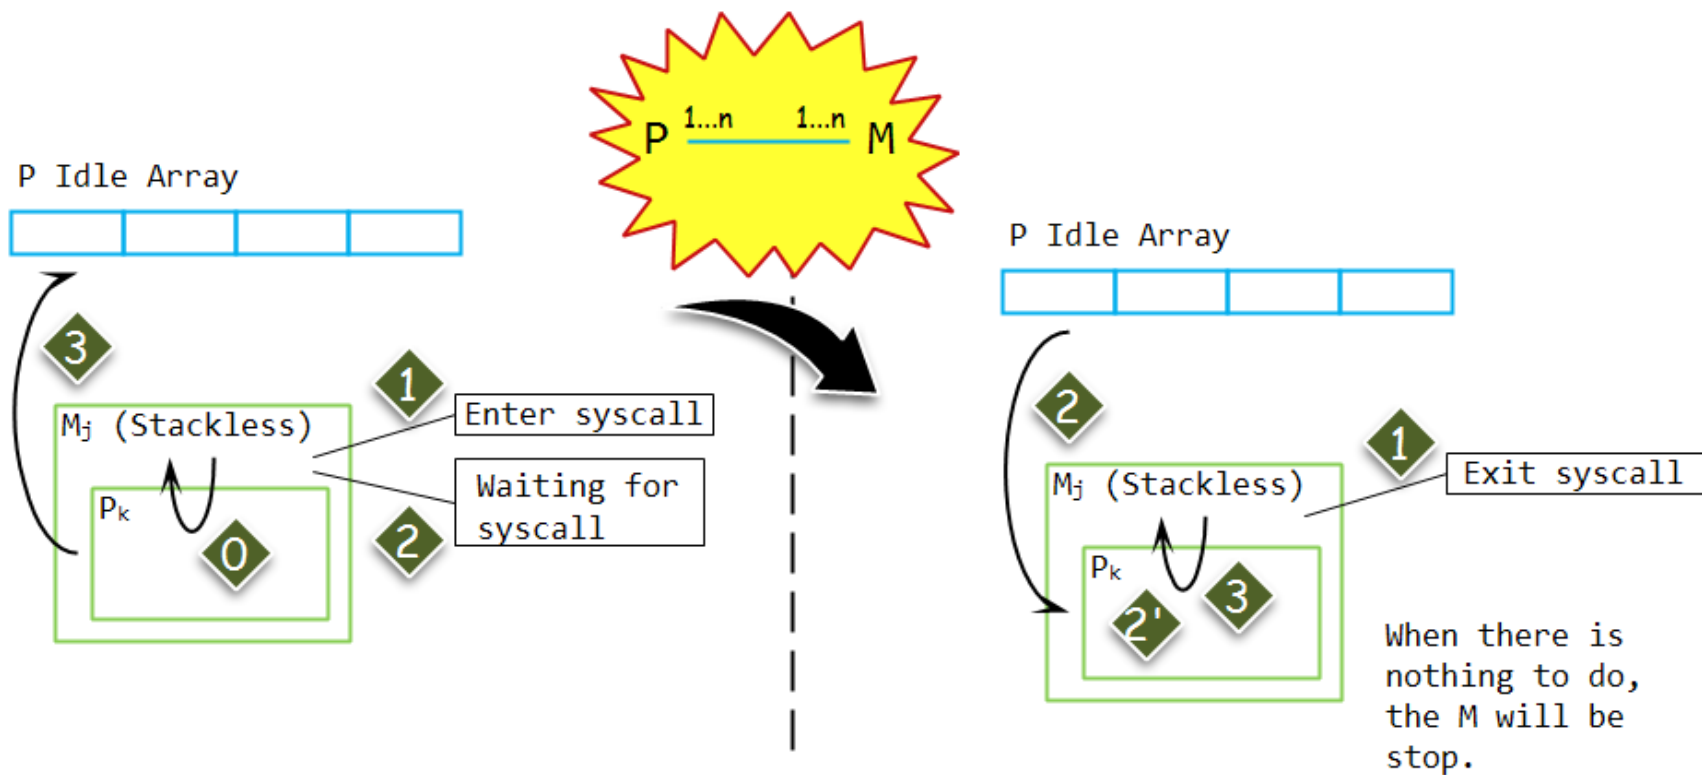 P 1...n 1...n M
P Idle Array
3
1
Enter syscall
Mj (Stackless)
Waiting for
syscall
Pk
0
2
P Idle Array
2
1
Exit syscall
Mj (Stackless)
Pk
2'
3
When there is
nothing to do,
the M will be
stop.